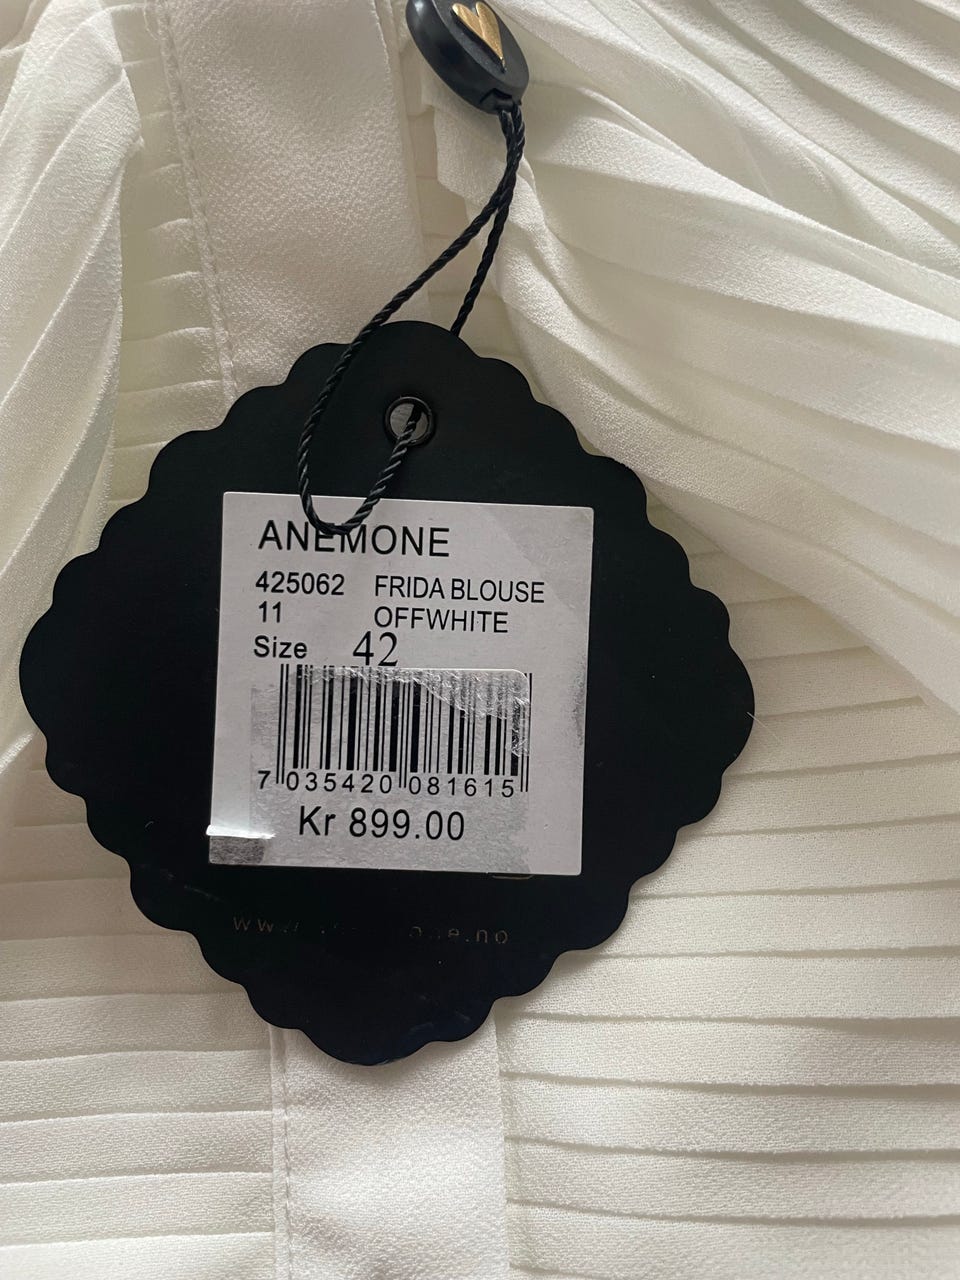 ANEMONE
425062 FRIDA BLOUSE
11 OFFWHITE
Size 42
7 035420 081615
Kr 899.00